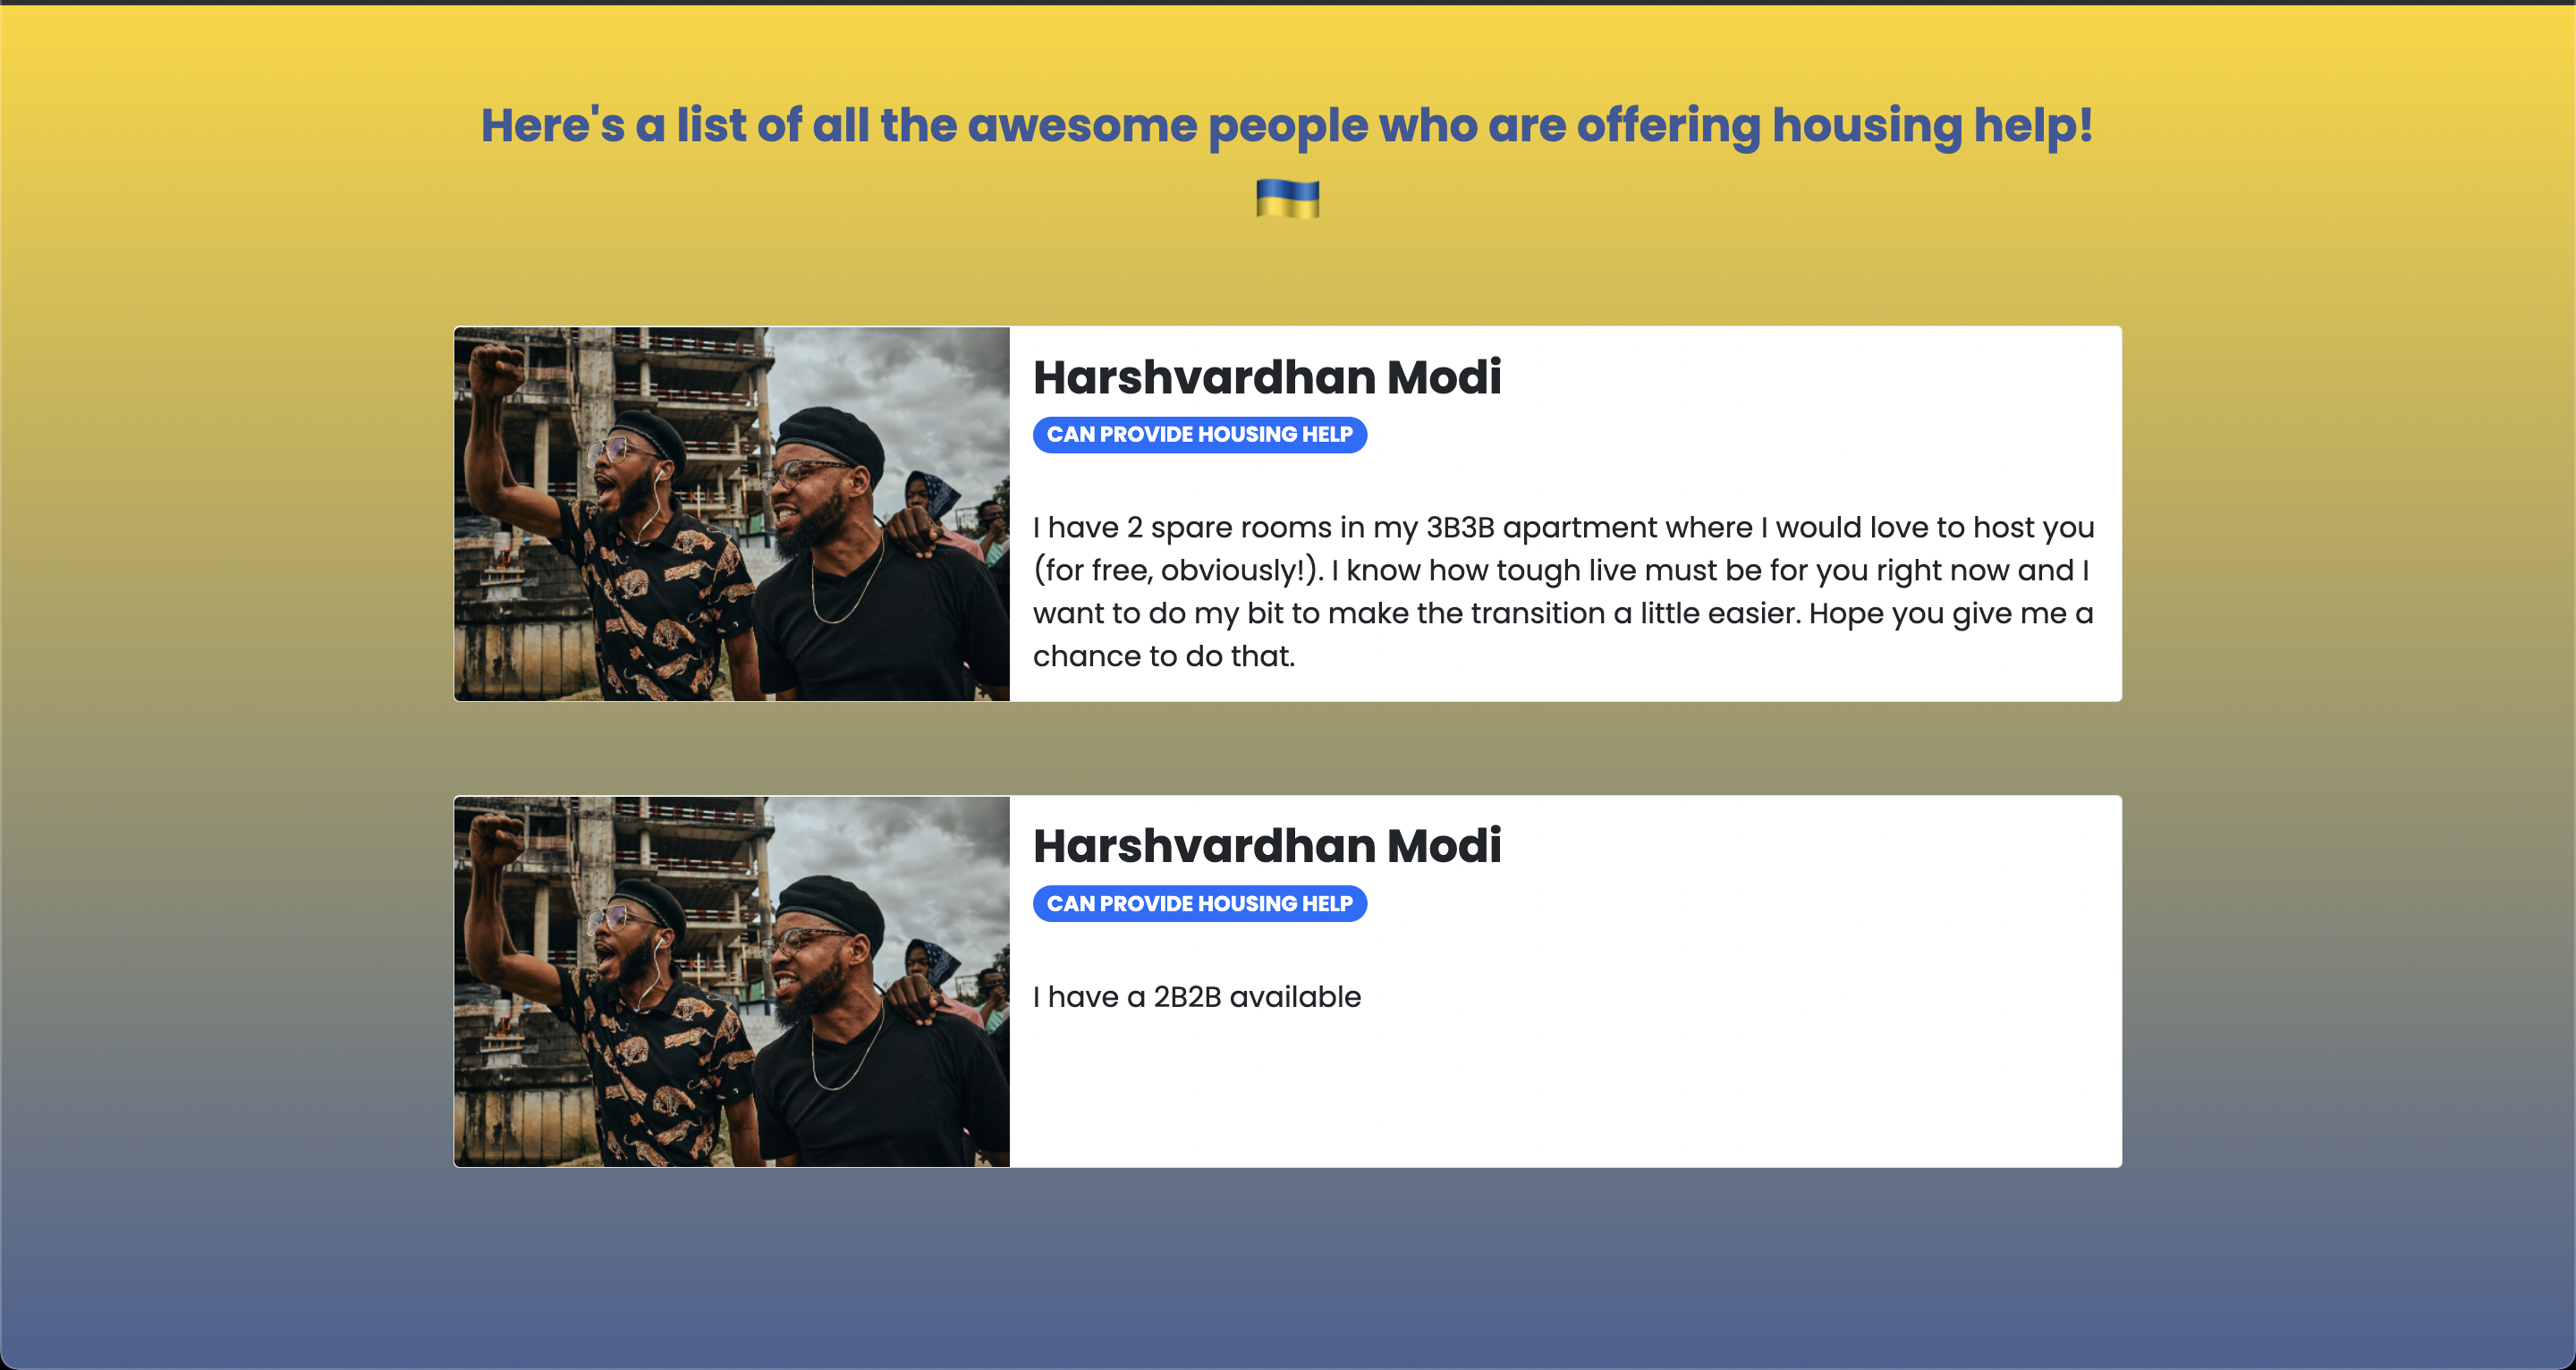 Here's a list of all the awesome people who are offering housing help!
🇺🇦
Harshvardhan Modi
CAN PROVIDE HOUSING HELP
I have 2 spare rooms in my 3B3B apartment where I would love to host you
(for free, obviously!). I know how tough live must be for you right now and I
want to do my bit to make the transition a little easier. Hope you give me a
chance to do that.
Harshvardhan Modi
CAN PROVIDE HOUSING HELP
I have a 2B2B available